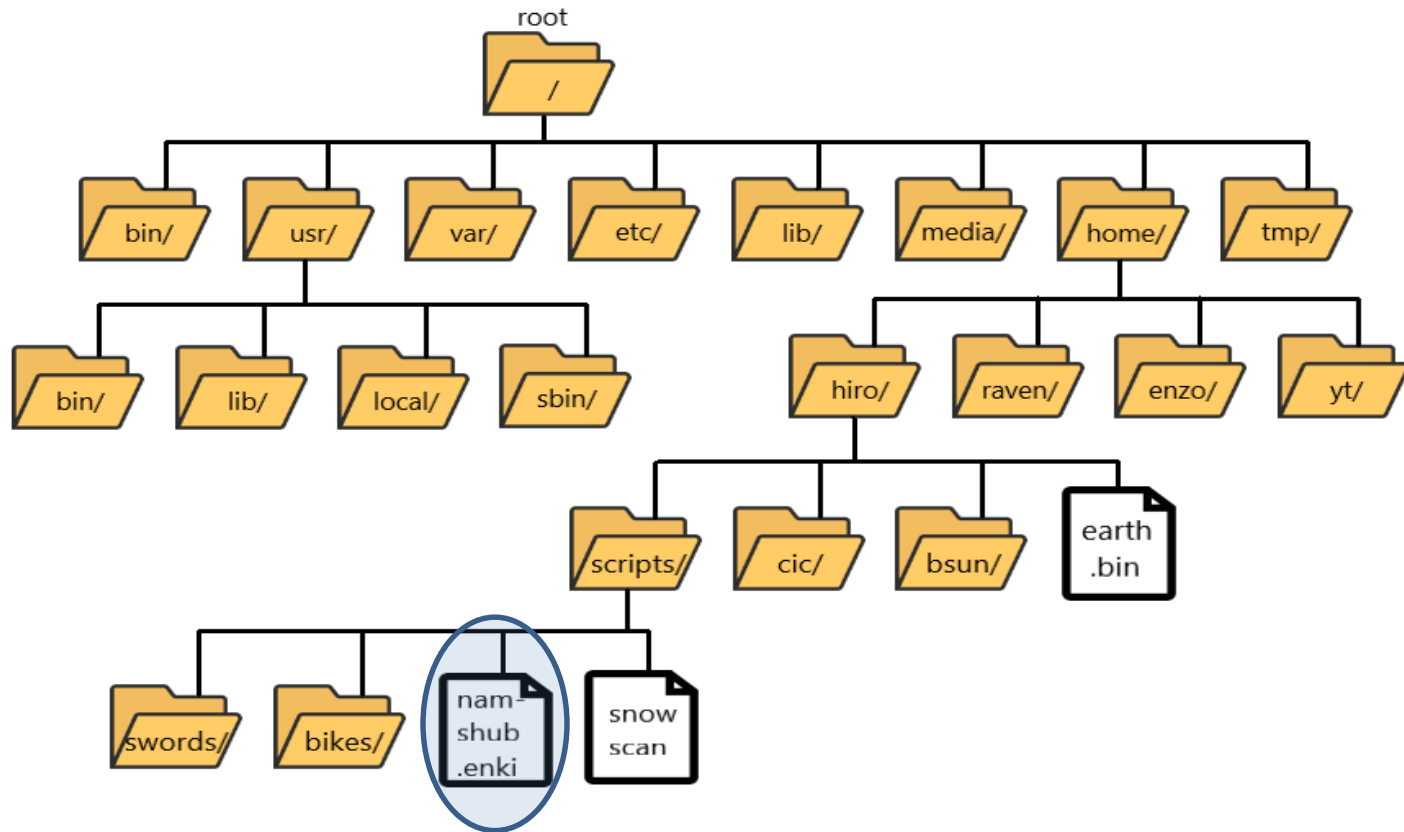 root
/
bin/
usr/
var/
etc/
lib/
media/
home/
tmp/
bin/
lib/
local/
sbin/
hiro/
raven/
enzo/
yt/
scripts/
cic/
bsun/
earth
.bin
swords/
bikes/
nam-
shub
.enki
snow
scan